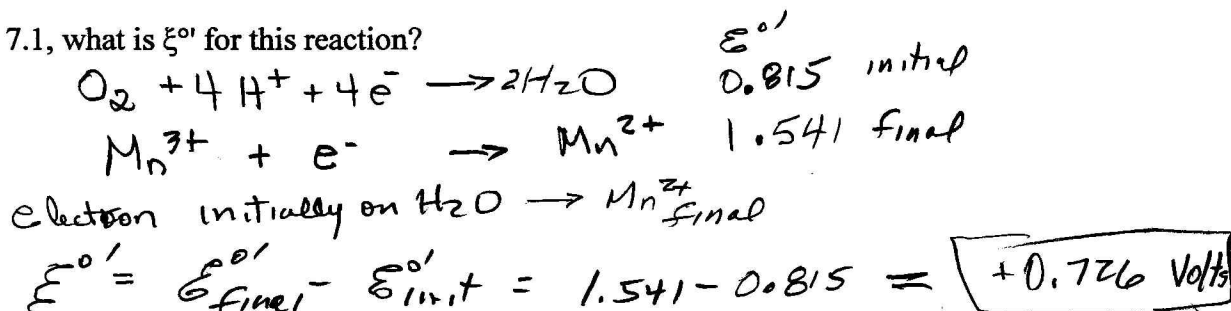 7.1, what is ξ°' for this reaction?
O₂ + 4 H⁺ + 4e⁻ → 2H₂O    ε°'    0.815 initial
Mn³⁺ + e⁻ → Mn²⁺    1.541 final
electron initially on H₂O → Mn²⁺ final
ξ°' = ε°'final - ε°'init = 1.541 - 0.815 = +0.726 Volts